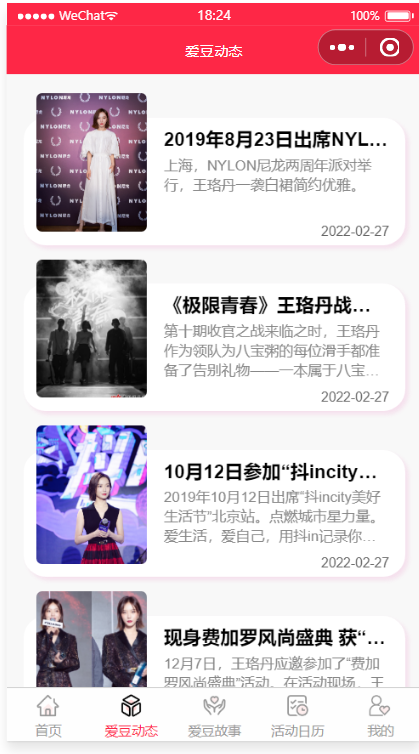 WeChat
18:24
100%
爱豆动态
2019年8月23日出席NYL...
上海，NYLON尼龙两周年派对举
行，王珞丹一袭白裙简约优雅。
2022-02-27
《极限青春》王珞丹战...
第十期收官之战来临之时，王珞丹
作为领队为八宝粥的每位滑手都准
备了告别礼物——一本属于八宝...
2022-02-27
10月12日参加“抖incity...
2019年10月12日出席“抖incity美好
生活节”北京站。点燃城市星力量。
爱生活，爱自己，用抖in记录你...
2022-02-27
现身费加罗风尚盛典 获“...
12月7日，王珞丹应邀参加了“费加
罗风尚盛典”活动。在活动现场，王
首页
爱豆动态
爱豆故事
活动日历
我的